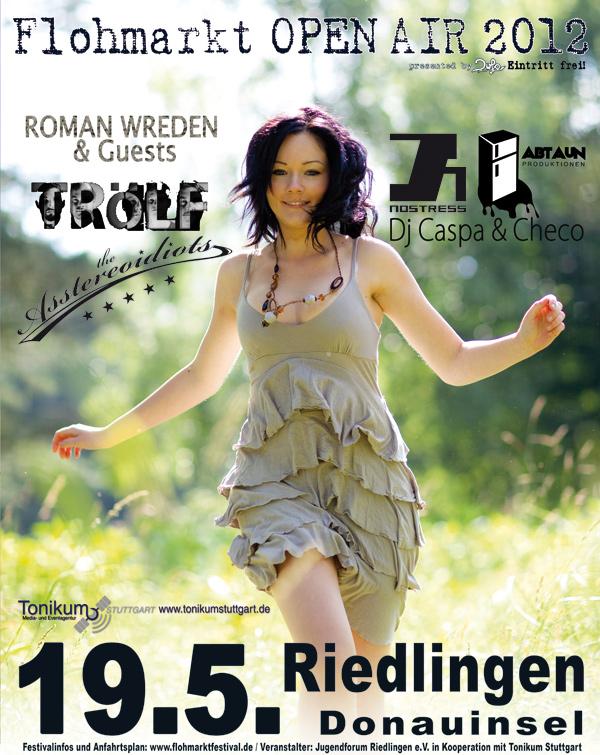 Flohmarkt OPEN AIR 2012
presented by Eintritt frei!
ROMAN WREDEN
& Guests
TRöLF
the
Asstereoidiots
NOSTRESS
ABTAUN
PRODUKTIONEN
Dj Caspa & Checo
Tonikum STUTTGART www.tonikumstuttgart.de
Media- und Eventagentur
19.5. Riedlingen
Donauinsel
Festivalinfos und Anfahrtsplan: www.flohmarktfestival.de / Veranstalter: Jugendforum Riedlingen e.V. in Kooperation mit Tonikum Stuttgart